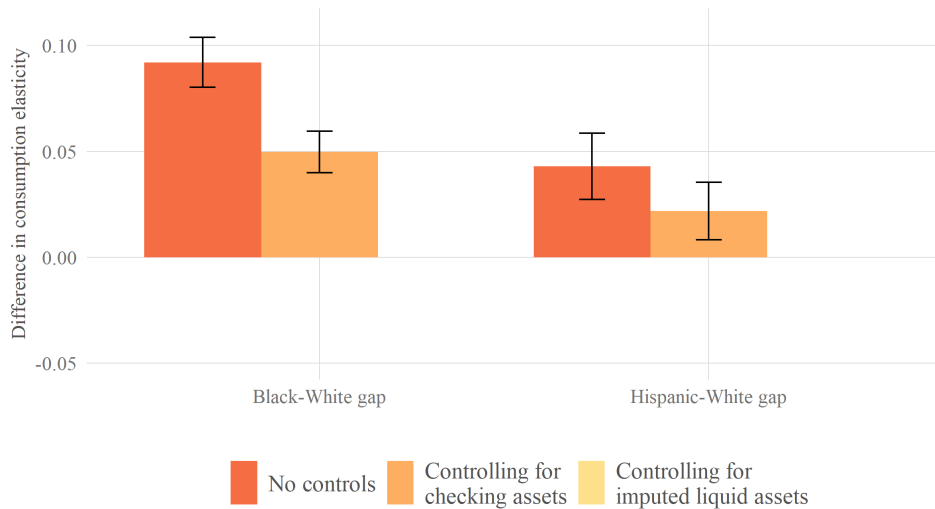 Difference in consumption elasticity
0.10
0.05
0.00
-0.05
Black-White gap
Hispanic-White gap
No controls
Controlling for
checking assets
Controlling for
imputed liquid assets